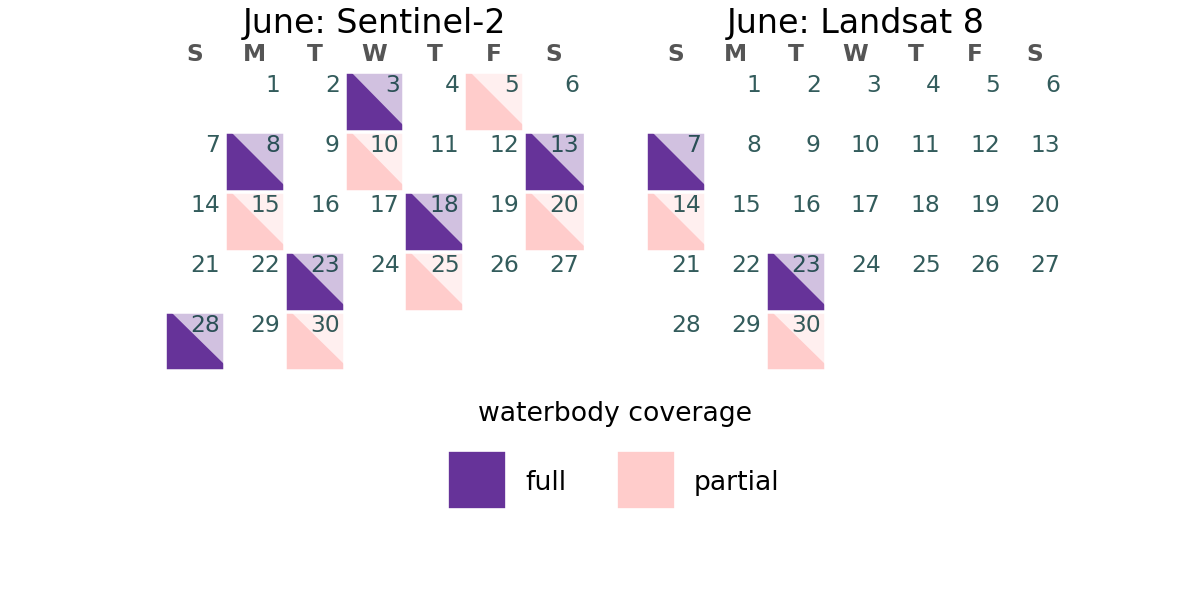 June: Sentinel-2
S M T W T F S
1 2 3 4 5 6
7 8 9 10 11 12 13
14 15 16 17 18 19 20
21 22 23 24 25 26 27
28 29 30
June: Landsat 8
S M T W T F S
1 2 3 4 5 6
7 8 9 10 11 12 13
14 15 16 17 18 19 20
21 22 23 24 25 26 27
28 29 30
waterbody coverage
full partial